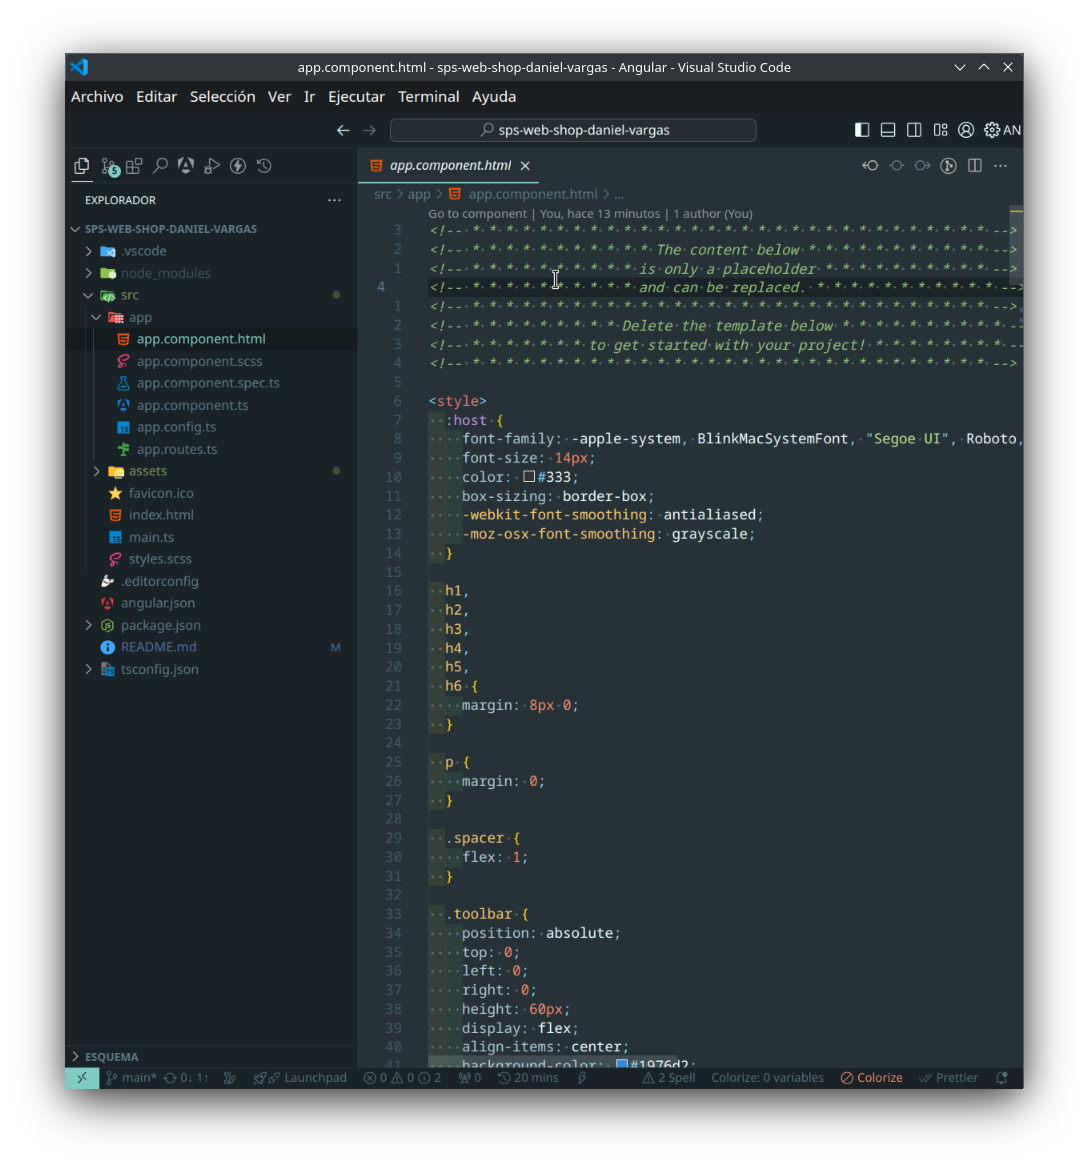 app.component.html - sps-web-shop-daniel-vargas - Angular - Visual Studio Code
Archivo Editar Selección Ver Ir Ejecutar Terminal Ayuda
sps-web-shop-daniel-vargas
AN
5
EXPLORADOR
SPS-WEB-SHOP-DANIEL-VARGAS
.vscode
node_modules
src
app
app.component.html
app.component.scss
app.component.spec.ts
app.component.ts
app.config.ts
app.routes.ts
assets
favicon.ico
index.html
main.ts
styles.scss
.editorconfig
angular.json
package.json
README.md M
tsconfig.json
ESQUEMA
app.component.html
src > app > app.component.html > ...
Go to component | You, hace 13 minutos | 1 author (You)
3 <!-- * * * * * * * * * * * * * * * * * * * * * * * * * * * * * * * -->
2 <!-- * * * * * * * * * * * The content below * * * * * * * * * * * -->
1 <!-- * * * * * * * * * * is only a placeholder * * * * * * * * * * -->
4 <!-- * * * * * * * * * * and can be replaced. * * * * * * * * * * * -->
1 <!-- * * * * * * * * * * * * * * * * * * * * * * * * * * * * * * * -->
2 <!-- * * * * * * * * * Delete the template below * * * * * * * * * * --
3 <!-- * * * * * * * to get started with your project! * * * * * * * * --
4 <!-- * * * * * * * * * * * * * * * * * * * * * * * * * * * * * * * -->
5
6 <style>
7 :host {
8 font-family: -apple-system, BlinkMacSystemFont, "Segoe UI", Roboto,
9 font-size: 14px;
10 color: #333;
11 box-sizing: border-box;
12 -webkit-font-smoothing: antialiased;
13 -moz-osx-font-smoothing: grayscale;
14 }
15
16 h1,
17 h2,
18 h3,
19 h4,
20 h5,
21 h6 {
22 margin: 8px 0;
23 }
24
25 p {
26 margin: 0;
27 }
28
29 .spacer {
30 flex: 1;
31 }
32
33 .toolbar {
34 position: absolute;
35 top: 0;
36 left: 0;
37 right: 0;
38 height: 60px;
39 display: flex;
40 align-items: center;
41 background-color: #1976d2;
main* 0↓ 1↑ Launchpad 0 0 2 0 20 mins 2 Spell Colorize: 0 variables Colorize Prettier